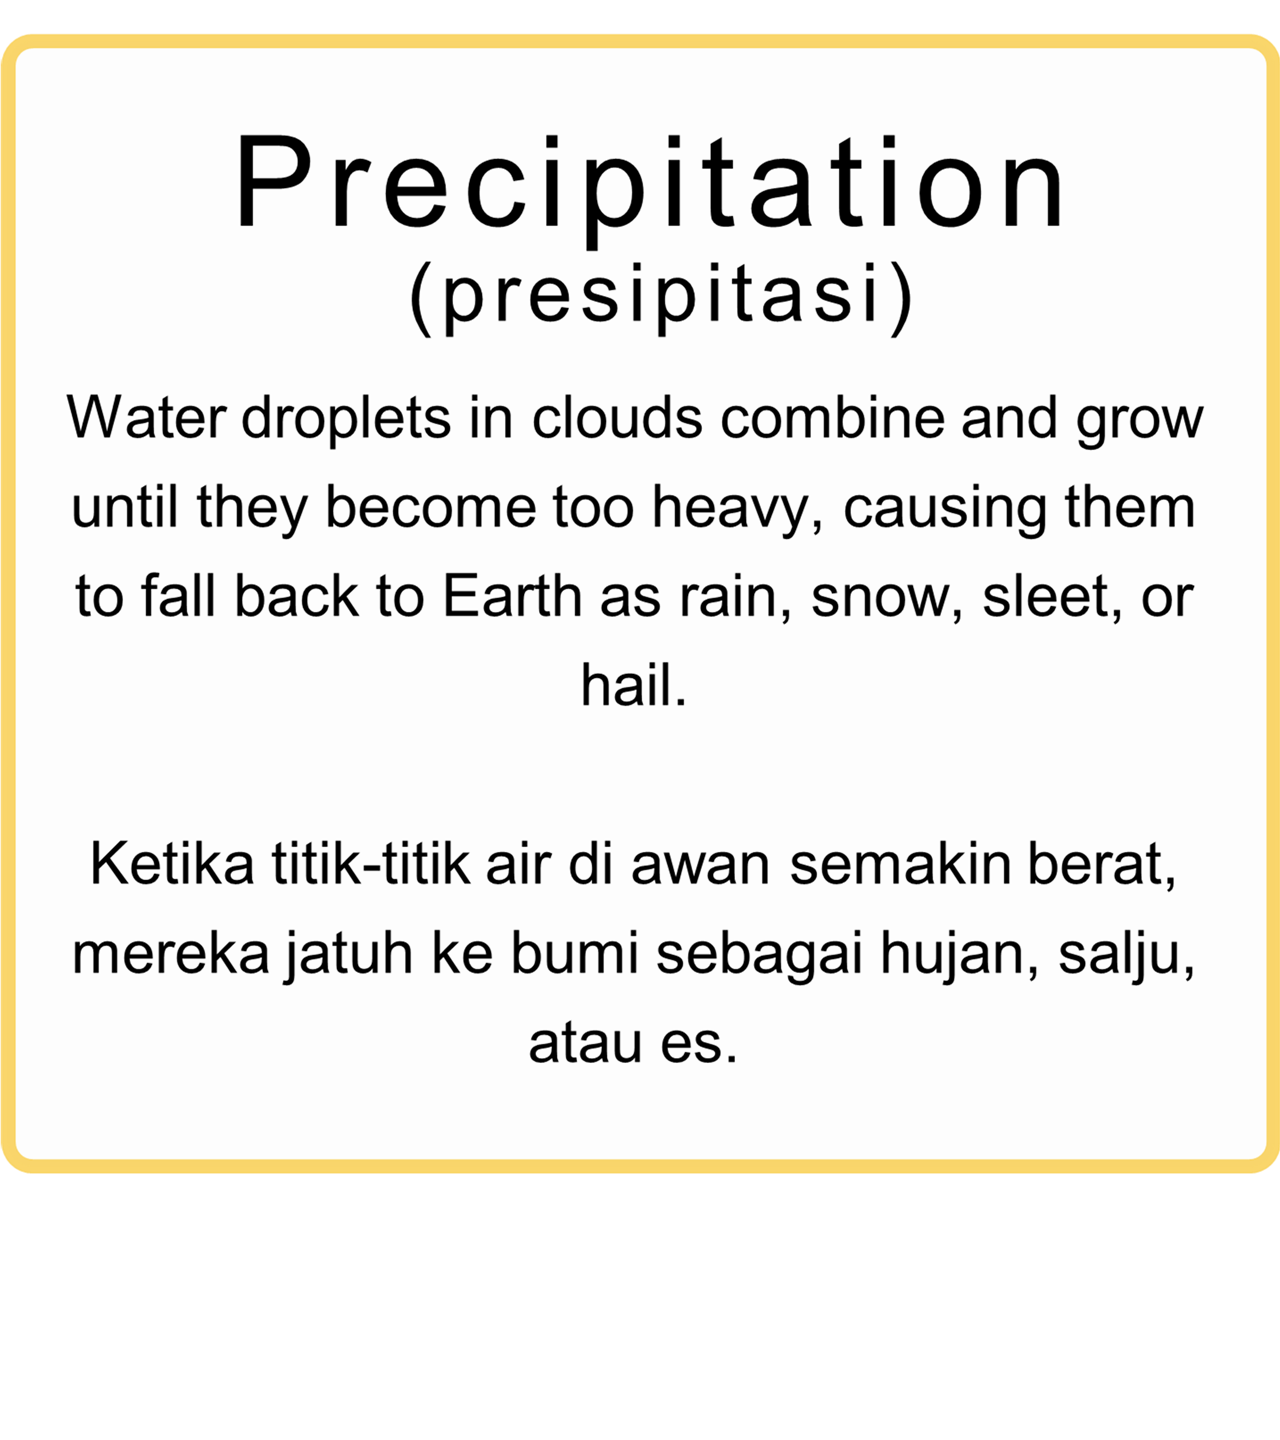 Precipitation
(presipitasi)
Water droplets in clouds combine and grow
until they become too heavy, causing them
to fall back to Earth as rain, snow, sleet, or
hail.
Ketika titik-titik air di awan semakin berat,
mereka jatuh ke bumi sebagai hujan, salju,
atau es.